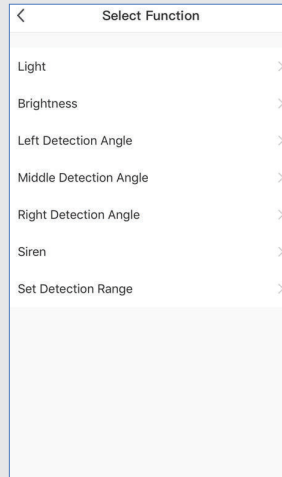 Select Function
Light
Brightness
Left Detection Angle
Middle Detection Angle
Right Detection Angle
Siren
Set Detection Range